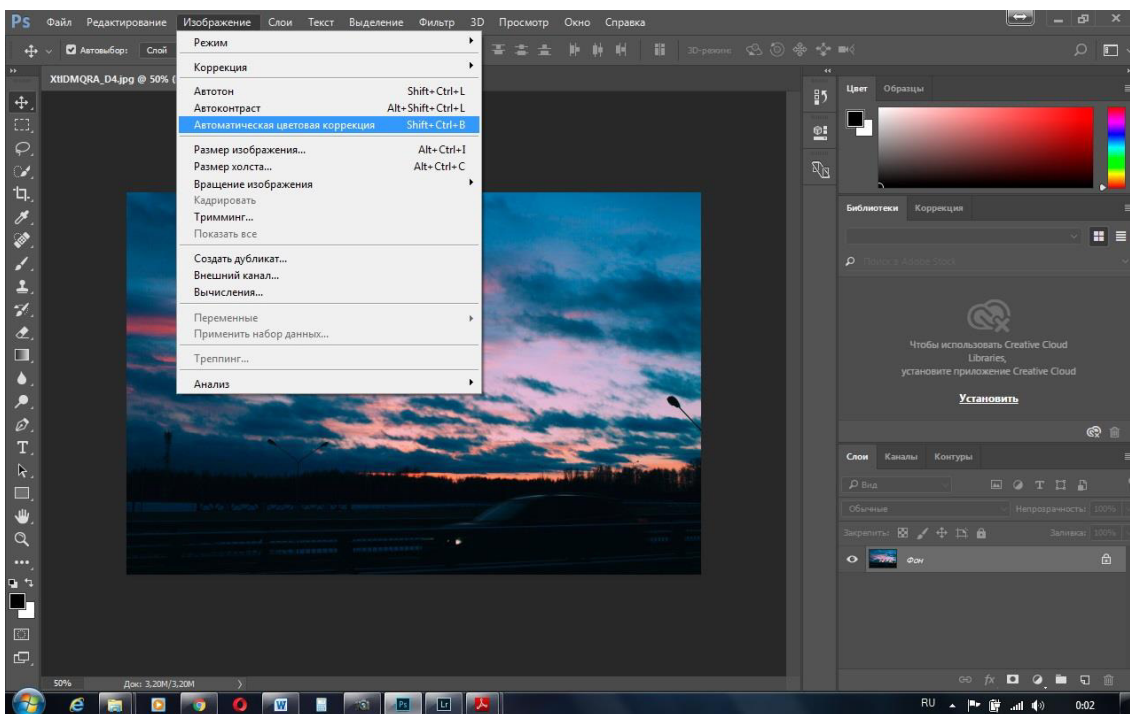 Ps Файл Редактирование Изображение Слои Текст Выделение Фильтр 3D Просмотр Окно Справка
Автовыбор: Слой 3D-режим:
XtIDMQRA_D4.jpg @ 50% (
Режим
Коррекция
Автотон Shift+Ctrl+L
Автоконтраст Alt+Shift+Ctrl+L
Автоматическая цветовая коррекция Shift+Ctrl+B
Размер изображения... Alt+Ctrl+I
Размер холста... Alt+Ctrl+C
Вращение изображения
Кадрировать
Тримминг...
Показать все
Создать дубликат...
Внешний канал...
Вычисления...
Переменные
Применить набор данных...
Треппинг...
Анализ
Цвет Образцы
Библиотеки Коррекция
Поиск в Adobe Stock
Чтобы использовать Creative Cloud
Libraries,
установите приложение Creative Cloud
Установить
Слои Каналы Контуры
Вид
Обычные Непрозрачность: 100%
Закрепить: Заливка: 100%
Фон
50% Док: 3,20M/3,20M
Ps Lr RU 0:02